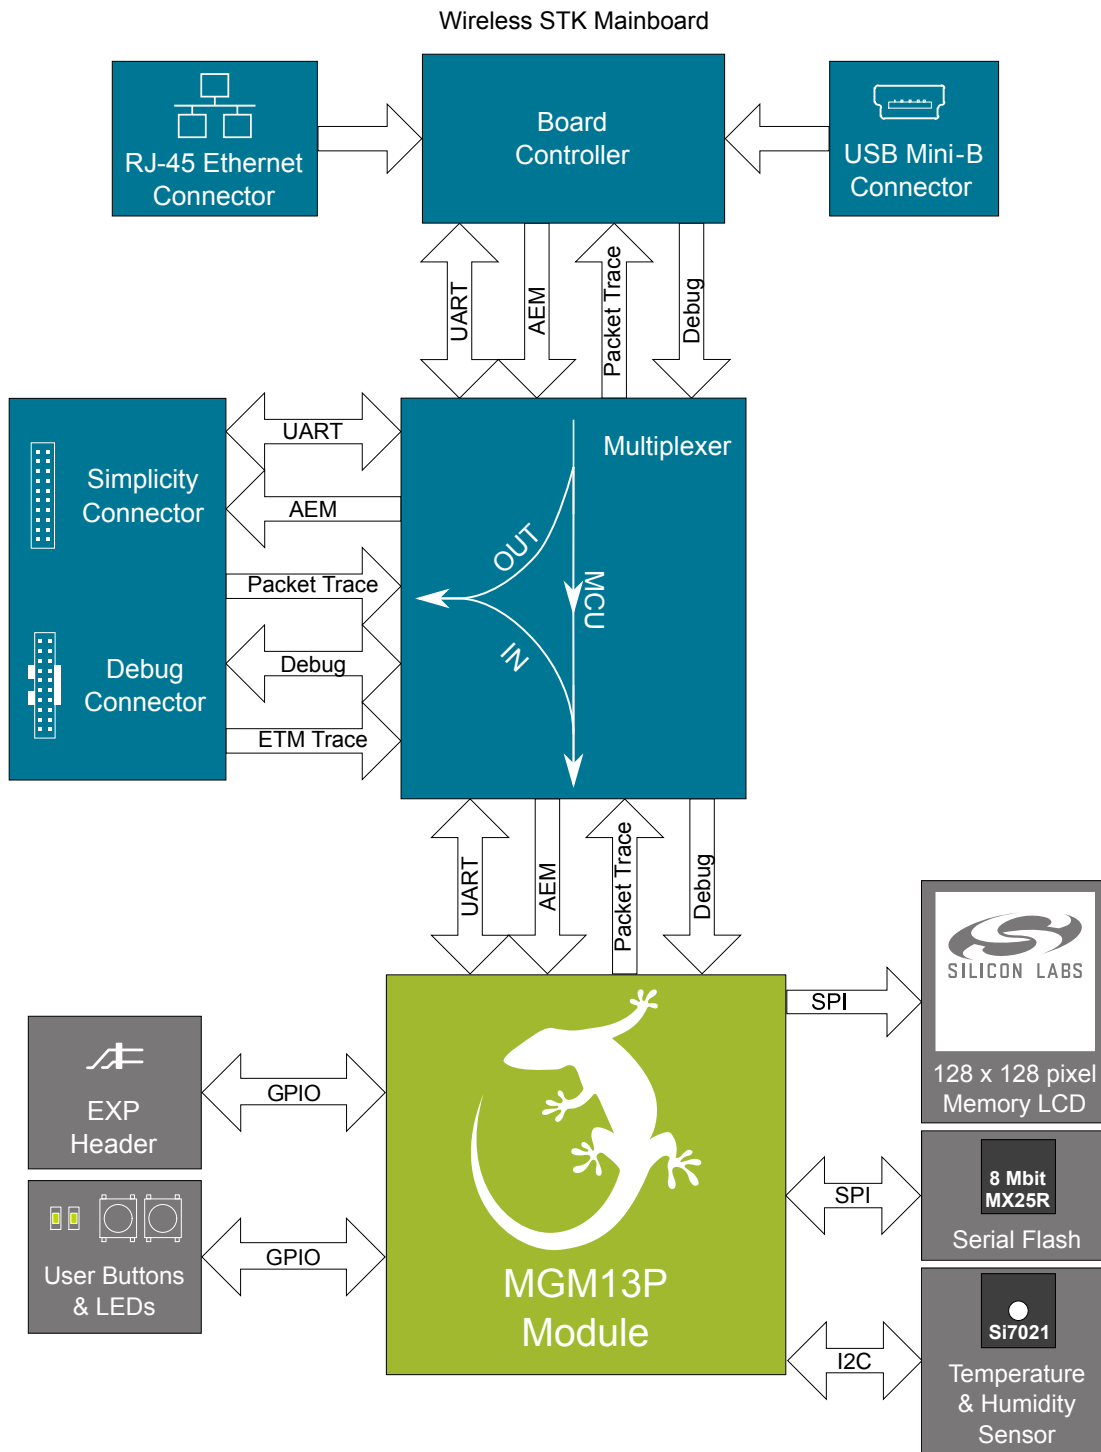 Wireless STK Mainboard
RJ-45 Ethernet
Connector
Board
Controller
USB Mini-B
Connector
UART
AEM
Packet Trace
Debug
Simplicity
Connector
Debug
Connector
UART
AEM
Packet Trace
Debug
ETM Trace
Multiplexer
OUT
MCU
IN
UART
AEM
Packet Trace
Debug
EXP
Header
GPIO
User Buttons
& LEDs
GPIO
MGM13P
Module
SPI
SILICON LABS
128 x 128 pixel
Memory LCD
SPI
8 Mbit
MX25R
Serial Flash
I2C
Si7021
Temperature
& Humidity
Sensor